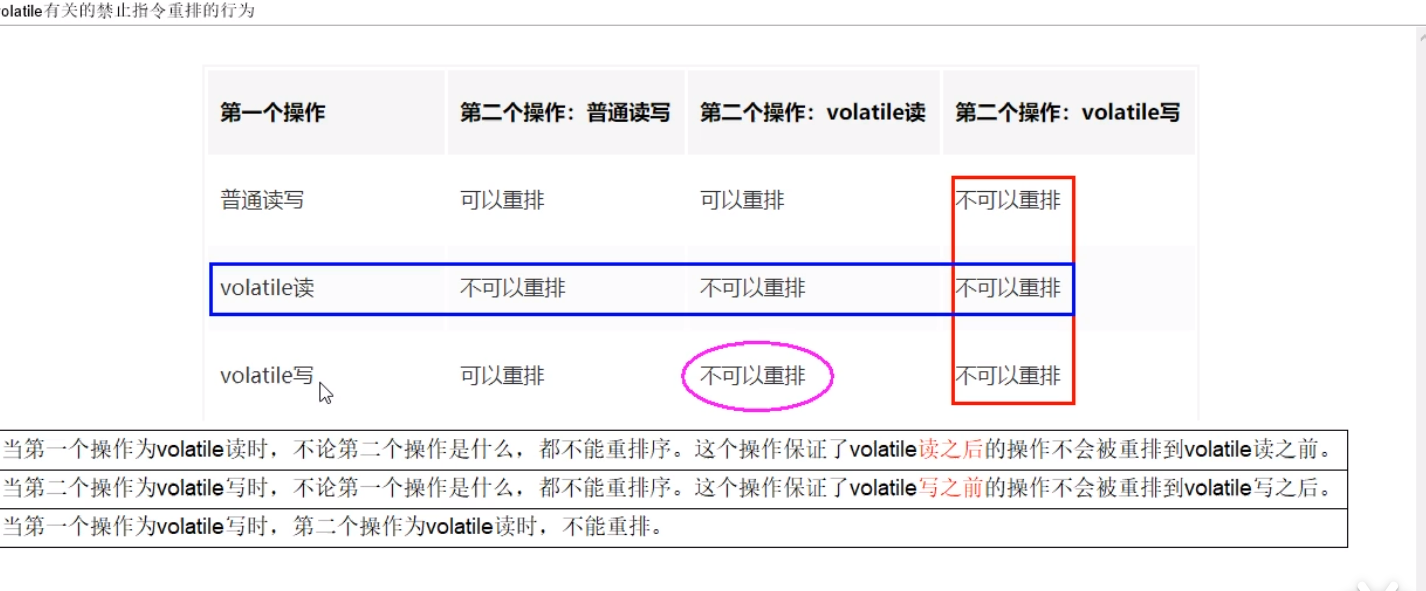 olatile有关的禁止指令重排的行为
第一个操作 第二个操作：普通读写 第二个操作：volatile读 第二个操作：volatile写
普通读写 可以重排 可以重排 不可以重排
volatile读 不可以重排 不可以重排 不可以重排
volatile写 可以重排 不可以重排 不可以重排
当第一个操作为volatile读时，不论第二个操作是什么，都不能重排序。这个操作保证了volatile读之后的操作不会被重排到volatile读之前。
当第二个操作为volatile写时，不论第一个操作是什么，都不能重排序。这个操作保证了volatile写之前的操作不会被重排到volatile写之后。
当第一个操作为volatile写时，第二个操作为volatile读时，不能重排。